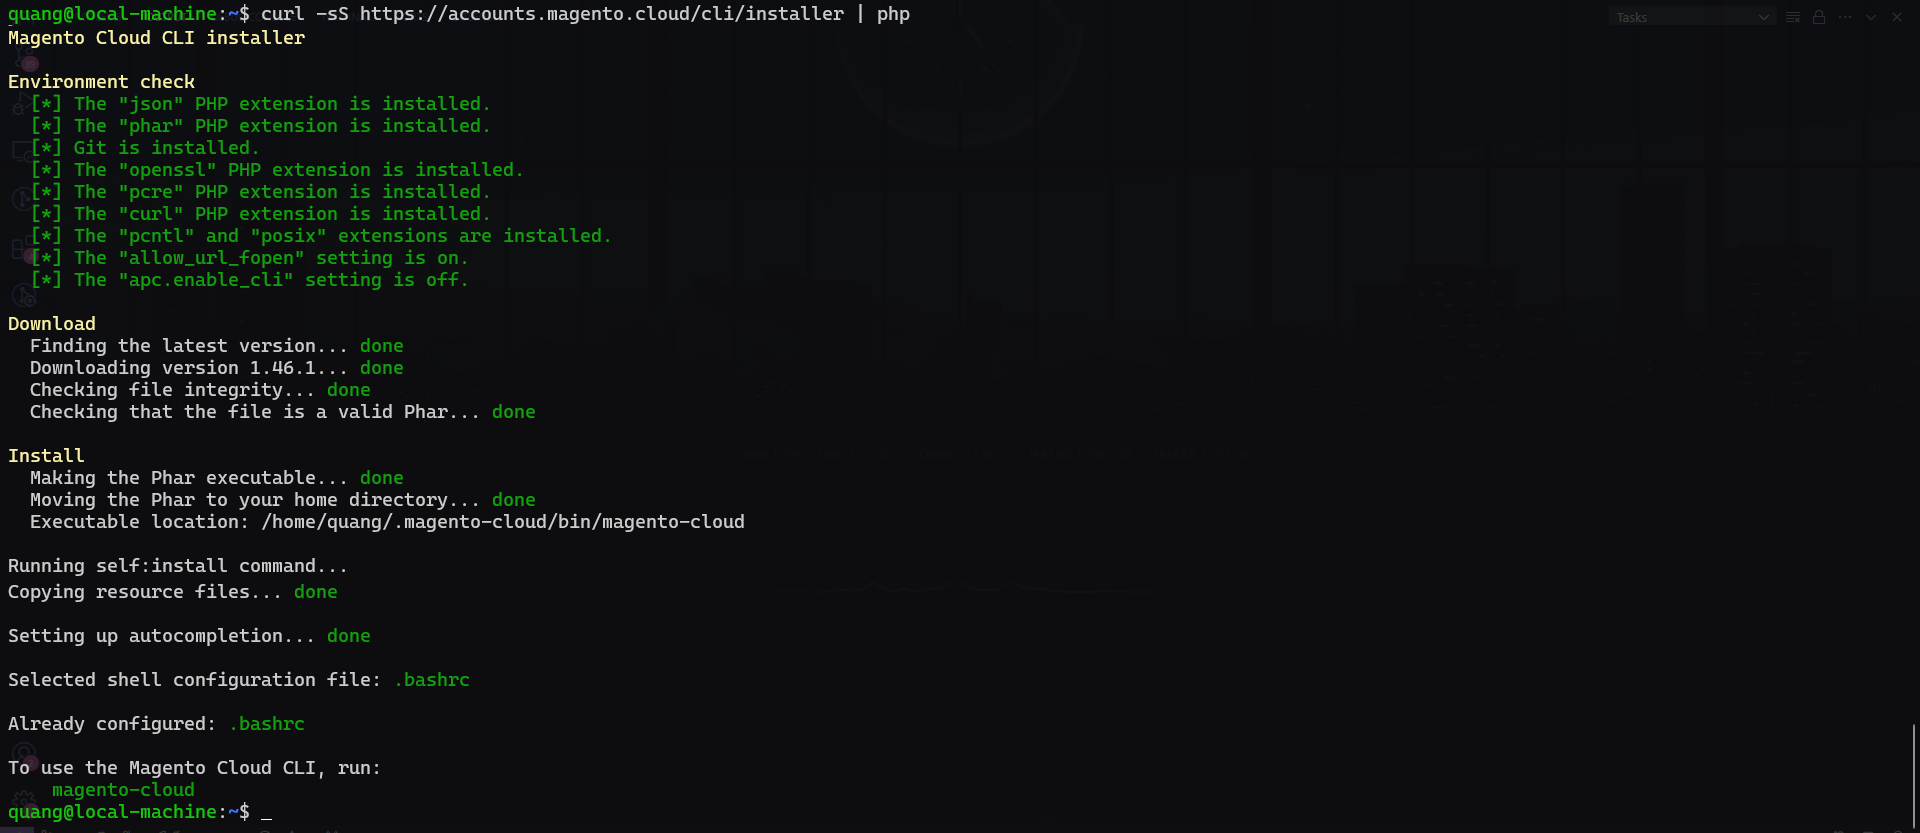 quang@local-machine:~$ curl -sS https://accounts.magento.cloud/cli/installer | php
Tasks
Magento Cloud CLI installer
Environment check
[*] The "json" PHP extension is installed.
[*] The "phar" PHP extension is installed.
[*] Git is installed.
[*] The "openssl" PHP extension is installed.
[*] The "pcre" PHP extension is installed.
[*] The "curl" PHP extension is installed.
[*] The "pcntl" and "posix" extensions are installed.
[*] The "allow_url_fopen" setting is on.
[*] The "apc.enable_cli" setting is off.
Download
Finding the latest version... done
Downloading version 1.46.1... done
Checking file integrity... done
Checking that the file is a valid Phar... done
Install
Making the Phar executable... done
Moving the Phar to your home directory... done
Executable location: /home/quang/.magento-cloud/bin/magento-cloud
Running self:install command...
Copying resource files... done
Setting up autocompletion... done
Selected shell configuration file: .bashrc
Already configured: .bashrc
To use the Magento Cloud CLI, run:
magento-cloud
quang@local-machine:~$ _